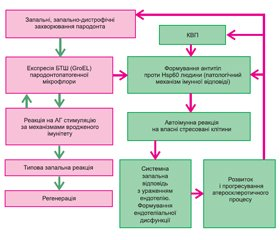 Запальні, запально-дистрофічні
захворювання пародонта
КВП
Експресія БТШ (GroEL)
пародонтопатогенної
мікрофлори
Формування антитіл
проти Hsp60 людини (патологічний
механізм імунної відповіді)
Реакція на АГ стимуляцію
за механізмами вродженого
імунітету
Аутоімунна реакція
на власні стресовані клітини
Типова запальна реакція
Регенерація
Системна
запальна
відповідь
з ураженням
ендотелію.
Формування
ендотеліальної
дисфункції
Розвиток
і прогресування
атеросклеротичного
процесу